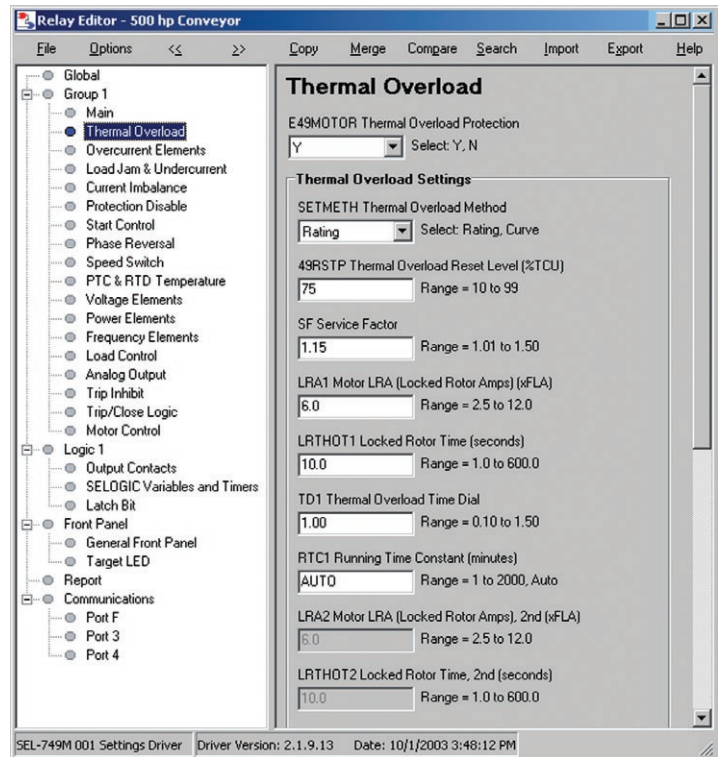 Relay Editor - 500 hp Conveyor
File Options << >> Copy Merge Compare Search Import Export Help
Global
Group 1
Main
Thermal Overload
Overcurrent Elements
Load Jam & Undercurrent
Current Imbalance
Protection Disable
Start Control
Phase Reversal
Speed Switch
PTC & RTD Temperature
Voltage Elements
Power Elements
Frequency Elements
Load Control
Analog Output
Trip Inhibit
Trip/Close Logic
Motor Control
Logic 1
Output Contacts
SELOGIC Variables and Timers
Latch Bit
Front Panel
General Front Panel
Target LED
Report
Communications
Port F
Port 3
Port 4
Thermal Overload
E49MOTOR Thermal Overload Protection
Y Select: Y, N
Thermal Overload Settings
SETMETH Thermal Overload Method
Rating Select: Rating, Curve
49RSTP Thermal Overload Reset Level (%TCU)
75 Range = 10 to 99
SF Service Factor
1.15 Range = 1.01 to 1.50
LRA1 Motor LRA (Locked Rotor Amps) (xFLA)
6.0 Range = 2.5 to 12.0
LRTHOT1 Locked Rotor Time (seconds)
10.0 Range = 1.0 to 600.0
TD1 Thermal Overload Time Dial
1.00 Range = 0.10 to 1.50
RTC1 Running Time Constant (minutes)
AUTO Range = 1 to 2000, Auto
LRA2 Motor LRA (Locked Rotor Amps), 2nd (xFLA)
6.0 Range = 2.5 to 12.0
LRTHOT2 Locked Rotor Time, 2nd (seconds)
10.0 Range = 1.0 to 600.0
SEL-749M 001 Settings Driver Driver Version: 2.1.9.13 Date: 10/1/2003 3:48:12 PM